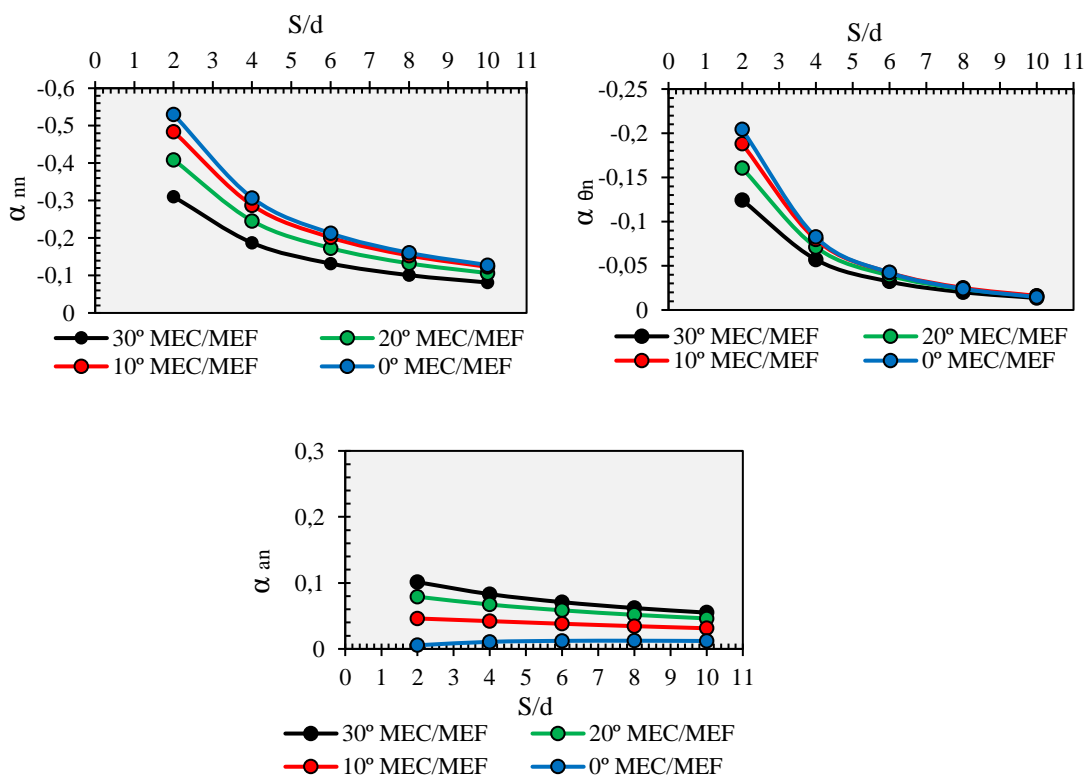 S/d
0 1 2 3 4 5 6 7 8 9 10 11
-0,6
-0,5
-0,4
-0,3
-0,2
-0,1
0
α nn
30º MEC/MEF 20º MEC/MEF
10º MEC/MEF 0º MEC/MEF
S/d
0 1 2 3 4 5 6 7 8 9 10 11
-0,25
-0,2
-0,15
-0,1
-0,05
0
α θn
30º MEC/MEF 20º MEC/MEF
10º MEC/MEF 0º MEC/MEF
0,3
0,2
0,1
0
α an
0 1 2 3 4 5 6 7 8 9 10 11
S/d
30º MEC/MEF 20º MEC/MEF
10º MEC/MEF 0º MEC/MEF